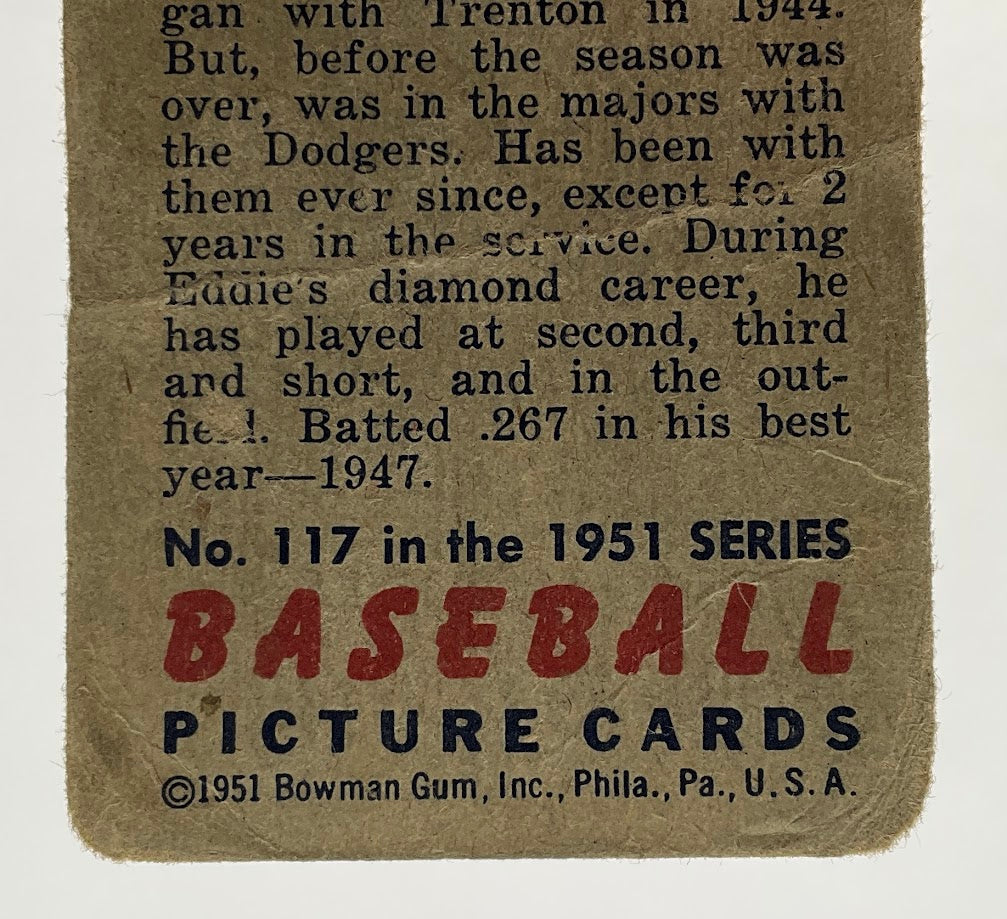 gan with Trenton in 1944.
But, before the season was
over, was in the majors with
the Dodgers. Has been with
them ever since, except for 2
years in the service. During
Eddie's diamond career, he
has played at second, third
and short, and in the out-
field. Batted .267 in his best
year—1947.
No. 117 in the 1951 SERIES
BASEBALL
PICTURE CARDS
©1951 Bowman Gum, Inc., Phila., Pa., U.S.A.